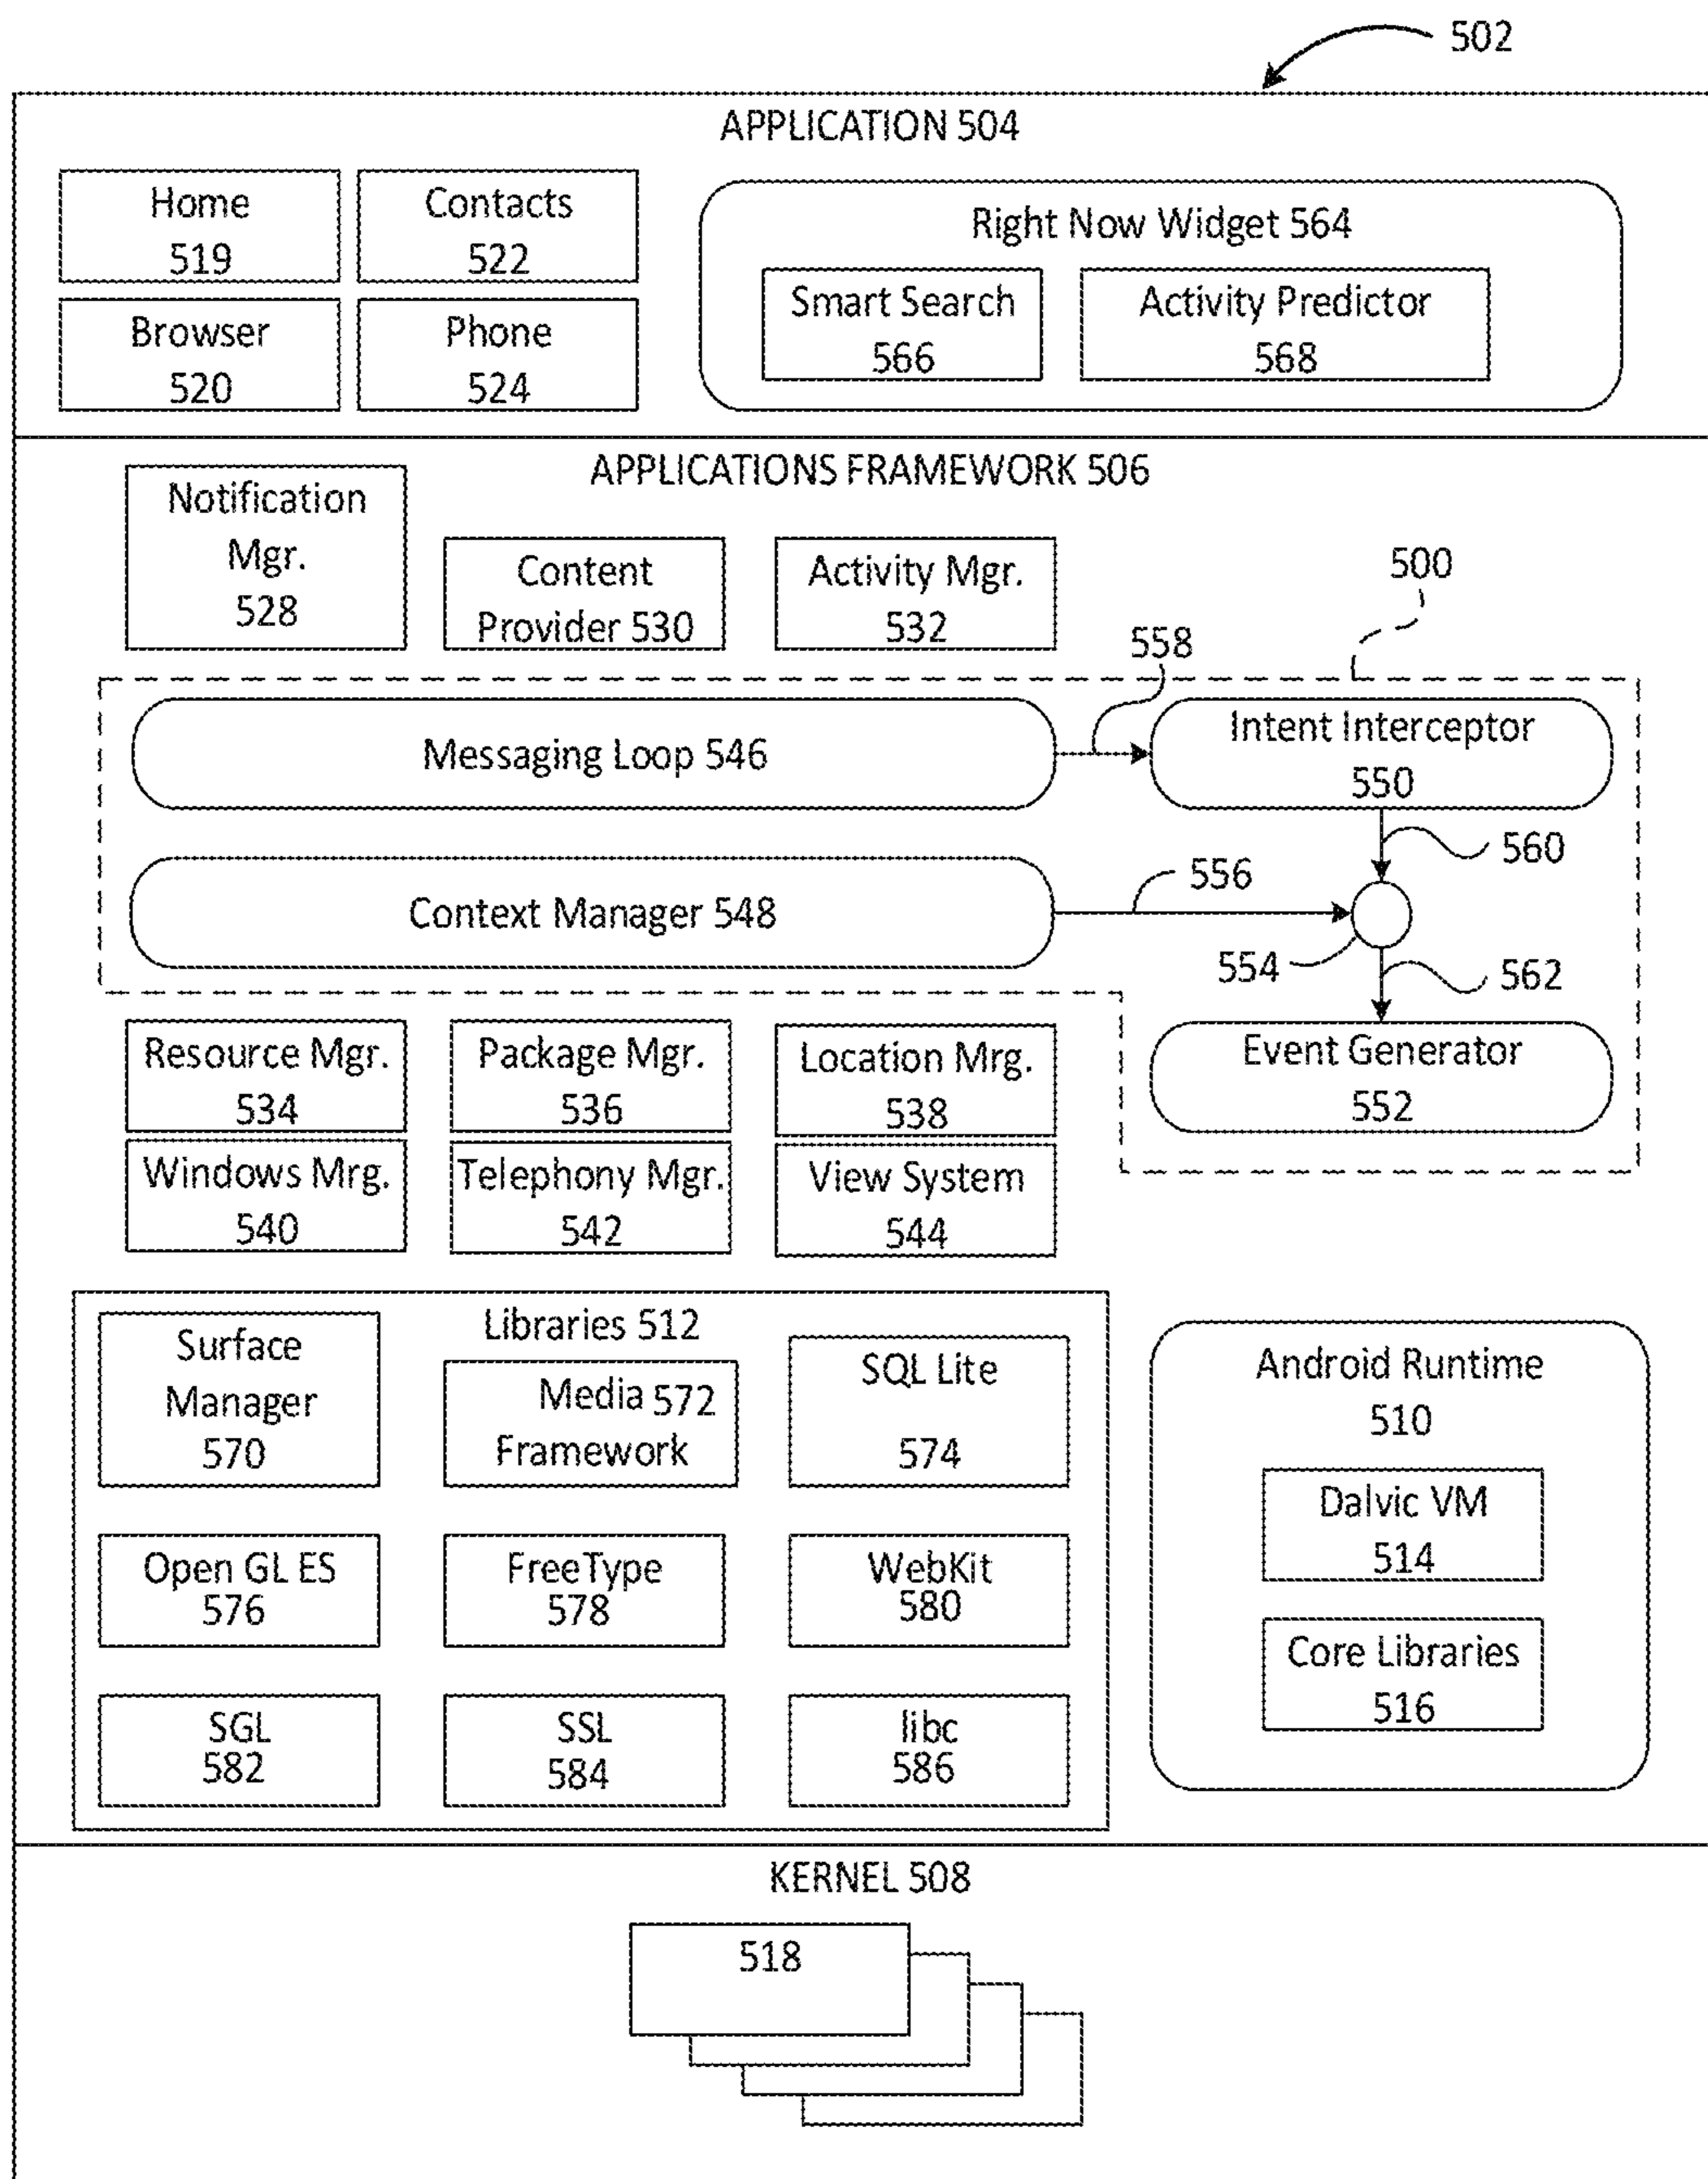 502
APPLICATION 504
Home
519
Contacts
522
Browser
520
Phone
524
Right Now Widget 564
Smart Search
566
Activity Predictor
568
APPLICATIONS FRAMEWORK 506
Notification
Mgr.
528
Content
Provider 530
Activity Mgr.
532
500
558
Messaging Loop 546
Intent Interceptor
550
560
556
Context Manager 548
554
562
Event Generator
552
Resource Mgr.
534
Package Mgr.
536
Location Mrg.
538
Windows Mrg.
540
Telephony Mgr.
542
View System
544
Libraries 512
Surface
Manager
570
Media 572
Framework
SQL Lite
574
Open GL ES
576
FreeType
578
WebKit
580
SGL
582
SSL
584
libc
586
Android Runtime
510
Dalvic VM
514
Core Libraries
516
KERNEL 508
518